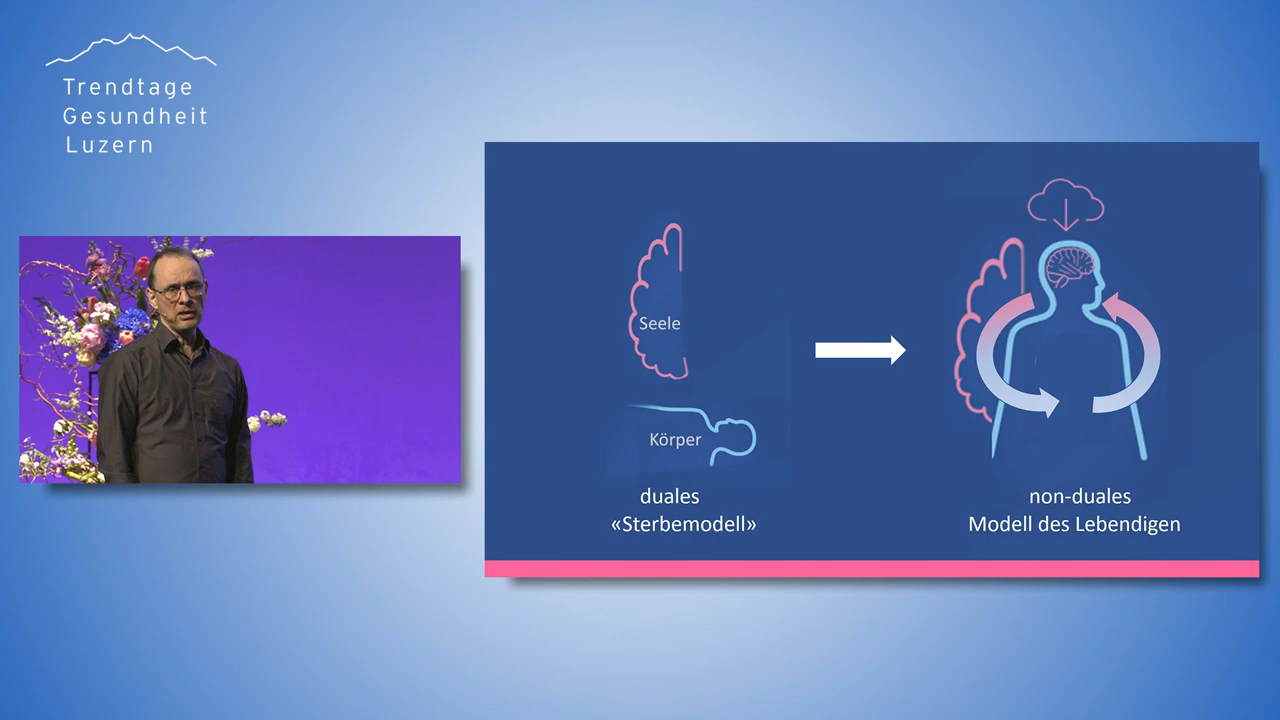 Trendtage
Gesundheit
Luzern
Seele
Körper
duales
«Sterbemodell»
non-duales
Modell des Lebendigen